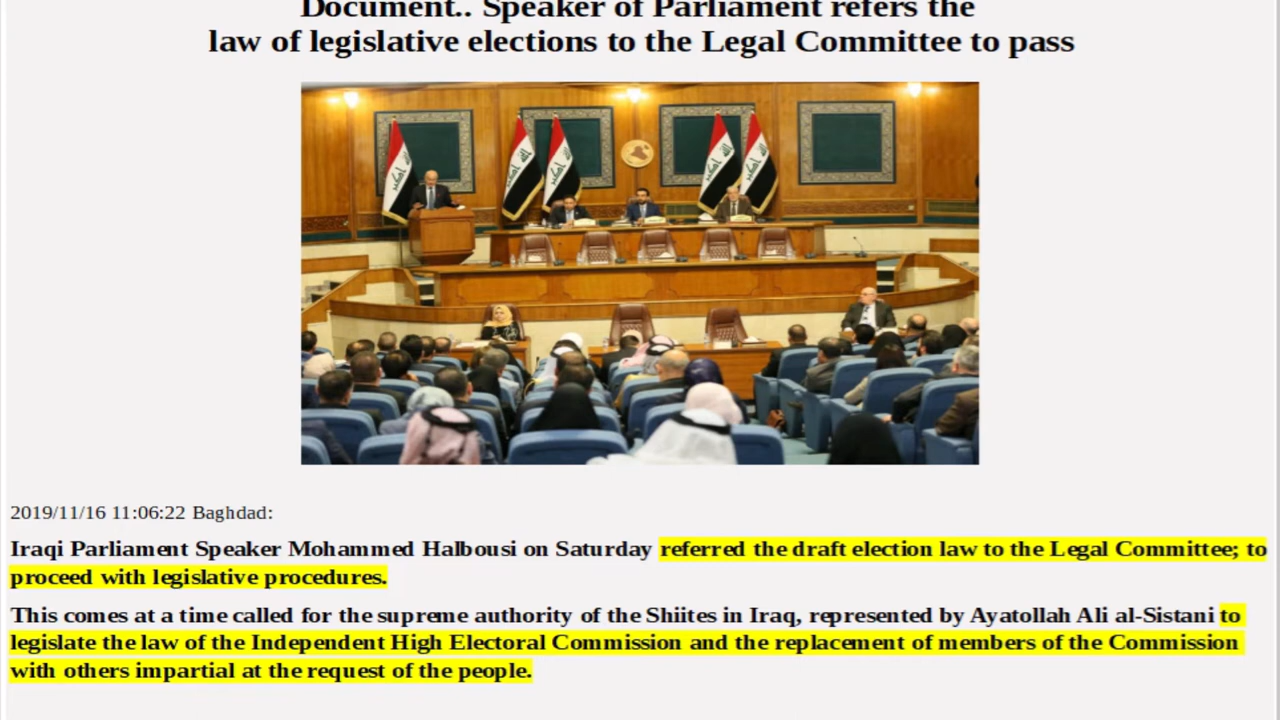 Document.. Speaker of Parliament refers the
law of legislative elections to the Legal Committee to pass
2019/11/16 11:06:22 Baghdad:
Iraqi Parliament Speaker Mohammed Halbousi on Saturday referred the draft election law to the Legal Committee; to
proceed with legislative procedures.
This comes at a time called for the supreme authority of the Shiites in Iraq, represented by Ayatollah Ali al-Sistani to
legislate the law of the Independent High Electoral Commission and the replacement of members of the Commission
with others impartial at the request of the people.